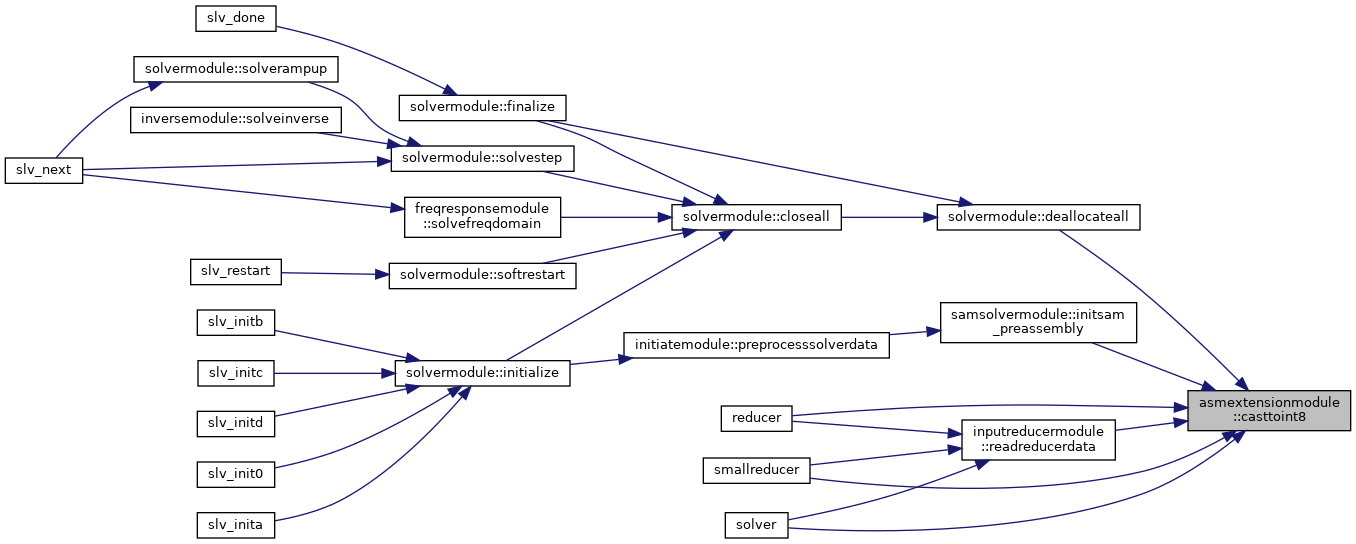 slv_done
solvermodule::solverampup
solvermodule::finalize
inversemodule::solveinverse
solvermodule::solvestep
slv_next
freqresponsemodule
::solvefreqdomain
solvermodule::closeall
solvermodule::deallocateall
slv_restart
solvermodule::softrestart
slv_initb
samsolvermodule::initsam
_preassembly
initiatemodule::preprocesssolverdata
slv_initc
solvermodule::initialize
asmextensionmodule
::casttoint8
slv_initd
reducer
inputreducermodule
::readreducerdata
slv_init0
smallreducer
slv_inita
solver